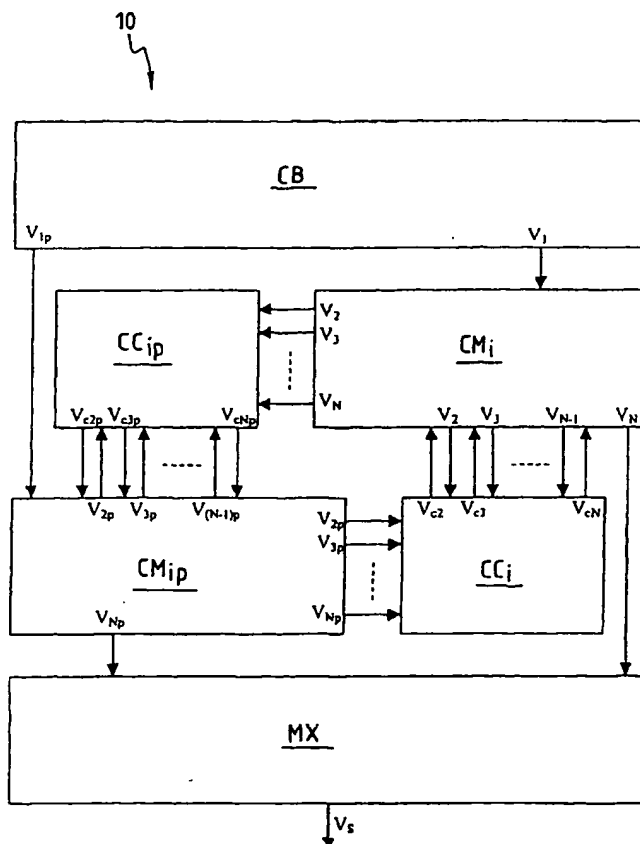 10
CB
V1p V1
CCip
V2
V3
VN
CMi
Vc2p Vc3p VcNp
V2 V3 VN-1 VN
V2p V3p V(N-1)p
Vc2 Vc3 VcN
V2p
V3p
VNp
CMip
CCi
VNp
MX
Vs